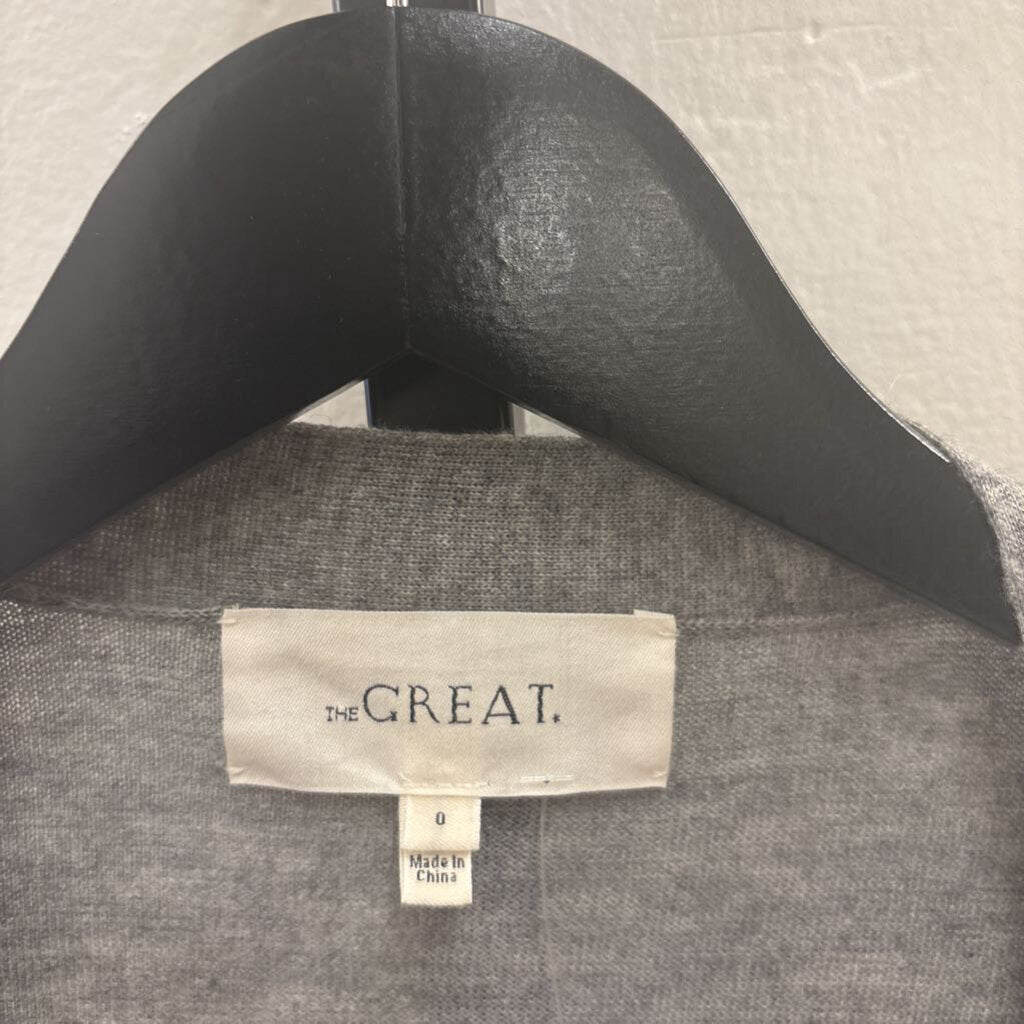 THE GREAT.
0
Made In
China